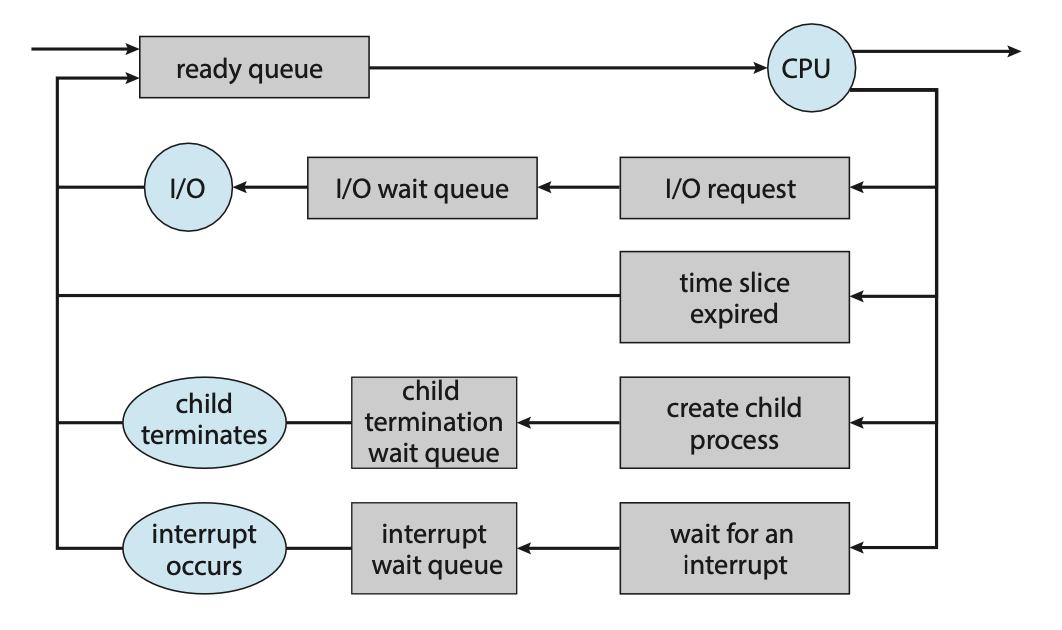 ready queue
CPU
I/O
I/O wait queue
I/O request
time slice
expired
child
terminates
child
termination
wait queue
create child
process
interrupt
occurs
interrupt
wait queue
wait for an
interrupt